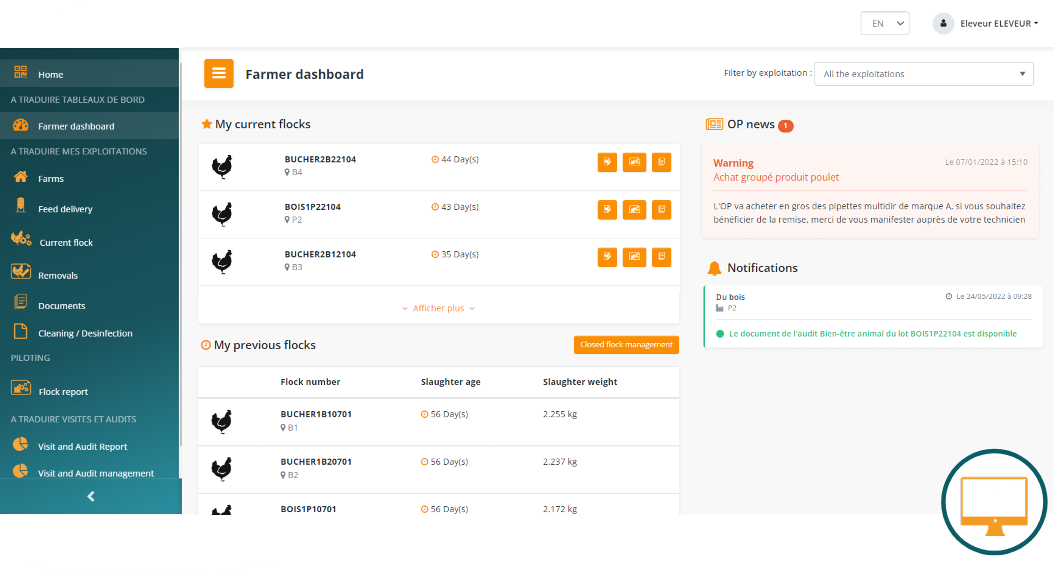 EN
Eleveur ELEVEUR
Home
A TRADUIRE TABLEAUX DE BORD
Farmer dashboard
A TRADUIRE MES EXPLOITATIONS
Farms
Feed delivery
Current flock
Removals
Documents
Cleaning / Desinfection
PILOTING
Flock report
A TRADUIRE VISITES ET AUDITS
Visit and Audit Report
Visit and Audit management
Farmer dashboard
Filter by exploitation :
All the exploitations
My current flocks
BUCHER2B22104
44 Day(s)
B4
BOIS1P22104
43 Day(s)
P2
BUCHER2B12104
35 Day(s)
B3
Afficher plus
My previous flocks
Closed flock management
Flock number
Slaughter age
Slaughter weight
BUCHER1B10701
56 Day(s)
2.255 kg
B1
BUCHER1B20701
56 Day(s)
2.237 kg
B2
BOIS1P10701
56 Day(s)
2.172 kg
OP news 1
Warning
Le 07/01/2022 à 15:10
Achat groupé produit poulet
L'OP va acheter en gros des pipettes multidir de marque A, si vous souhaitez
bénéficier de la remise, merci de vous manifester auprès de votre technicien
Notifications
Du bois
Le 24/05/2022 à 09:28
P2
Le document de l'audit Bien-être animal du lot BOIS1P22104 est disponible